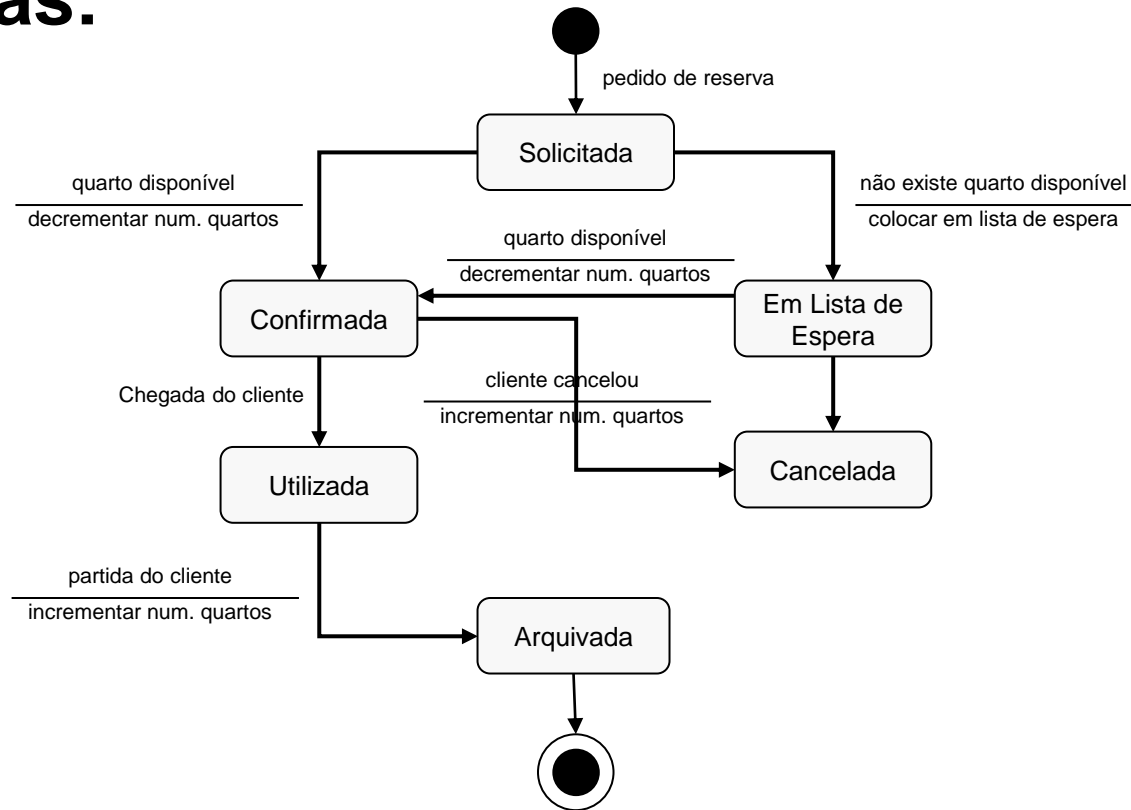 as:
pedido de reserva
Solicitada
quarto disponível
decrementar num. quartos
não existe quarto disponível
colocar em lista de espera
quarto disponível
decrementar num. quartos
Confirmada
Em Lista de
Espera
Chegada do cliente
cliente cancelou
incrementar num. quartos
Utilizada
Cancelada
partida do cliente
incrementar num. quartos
Arquivada